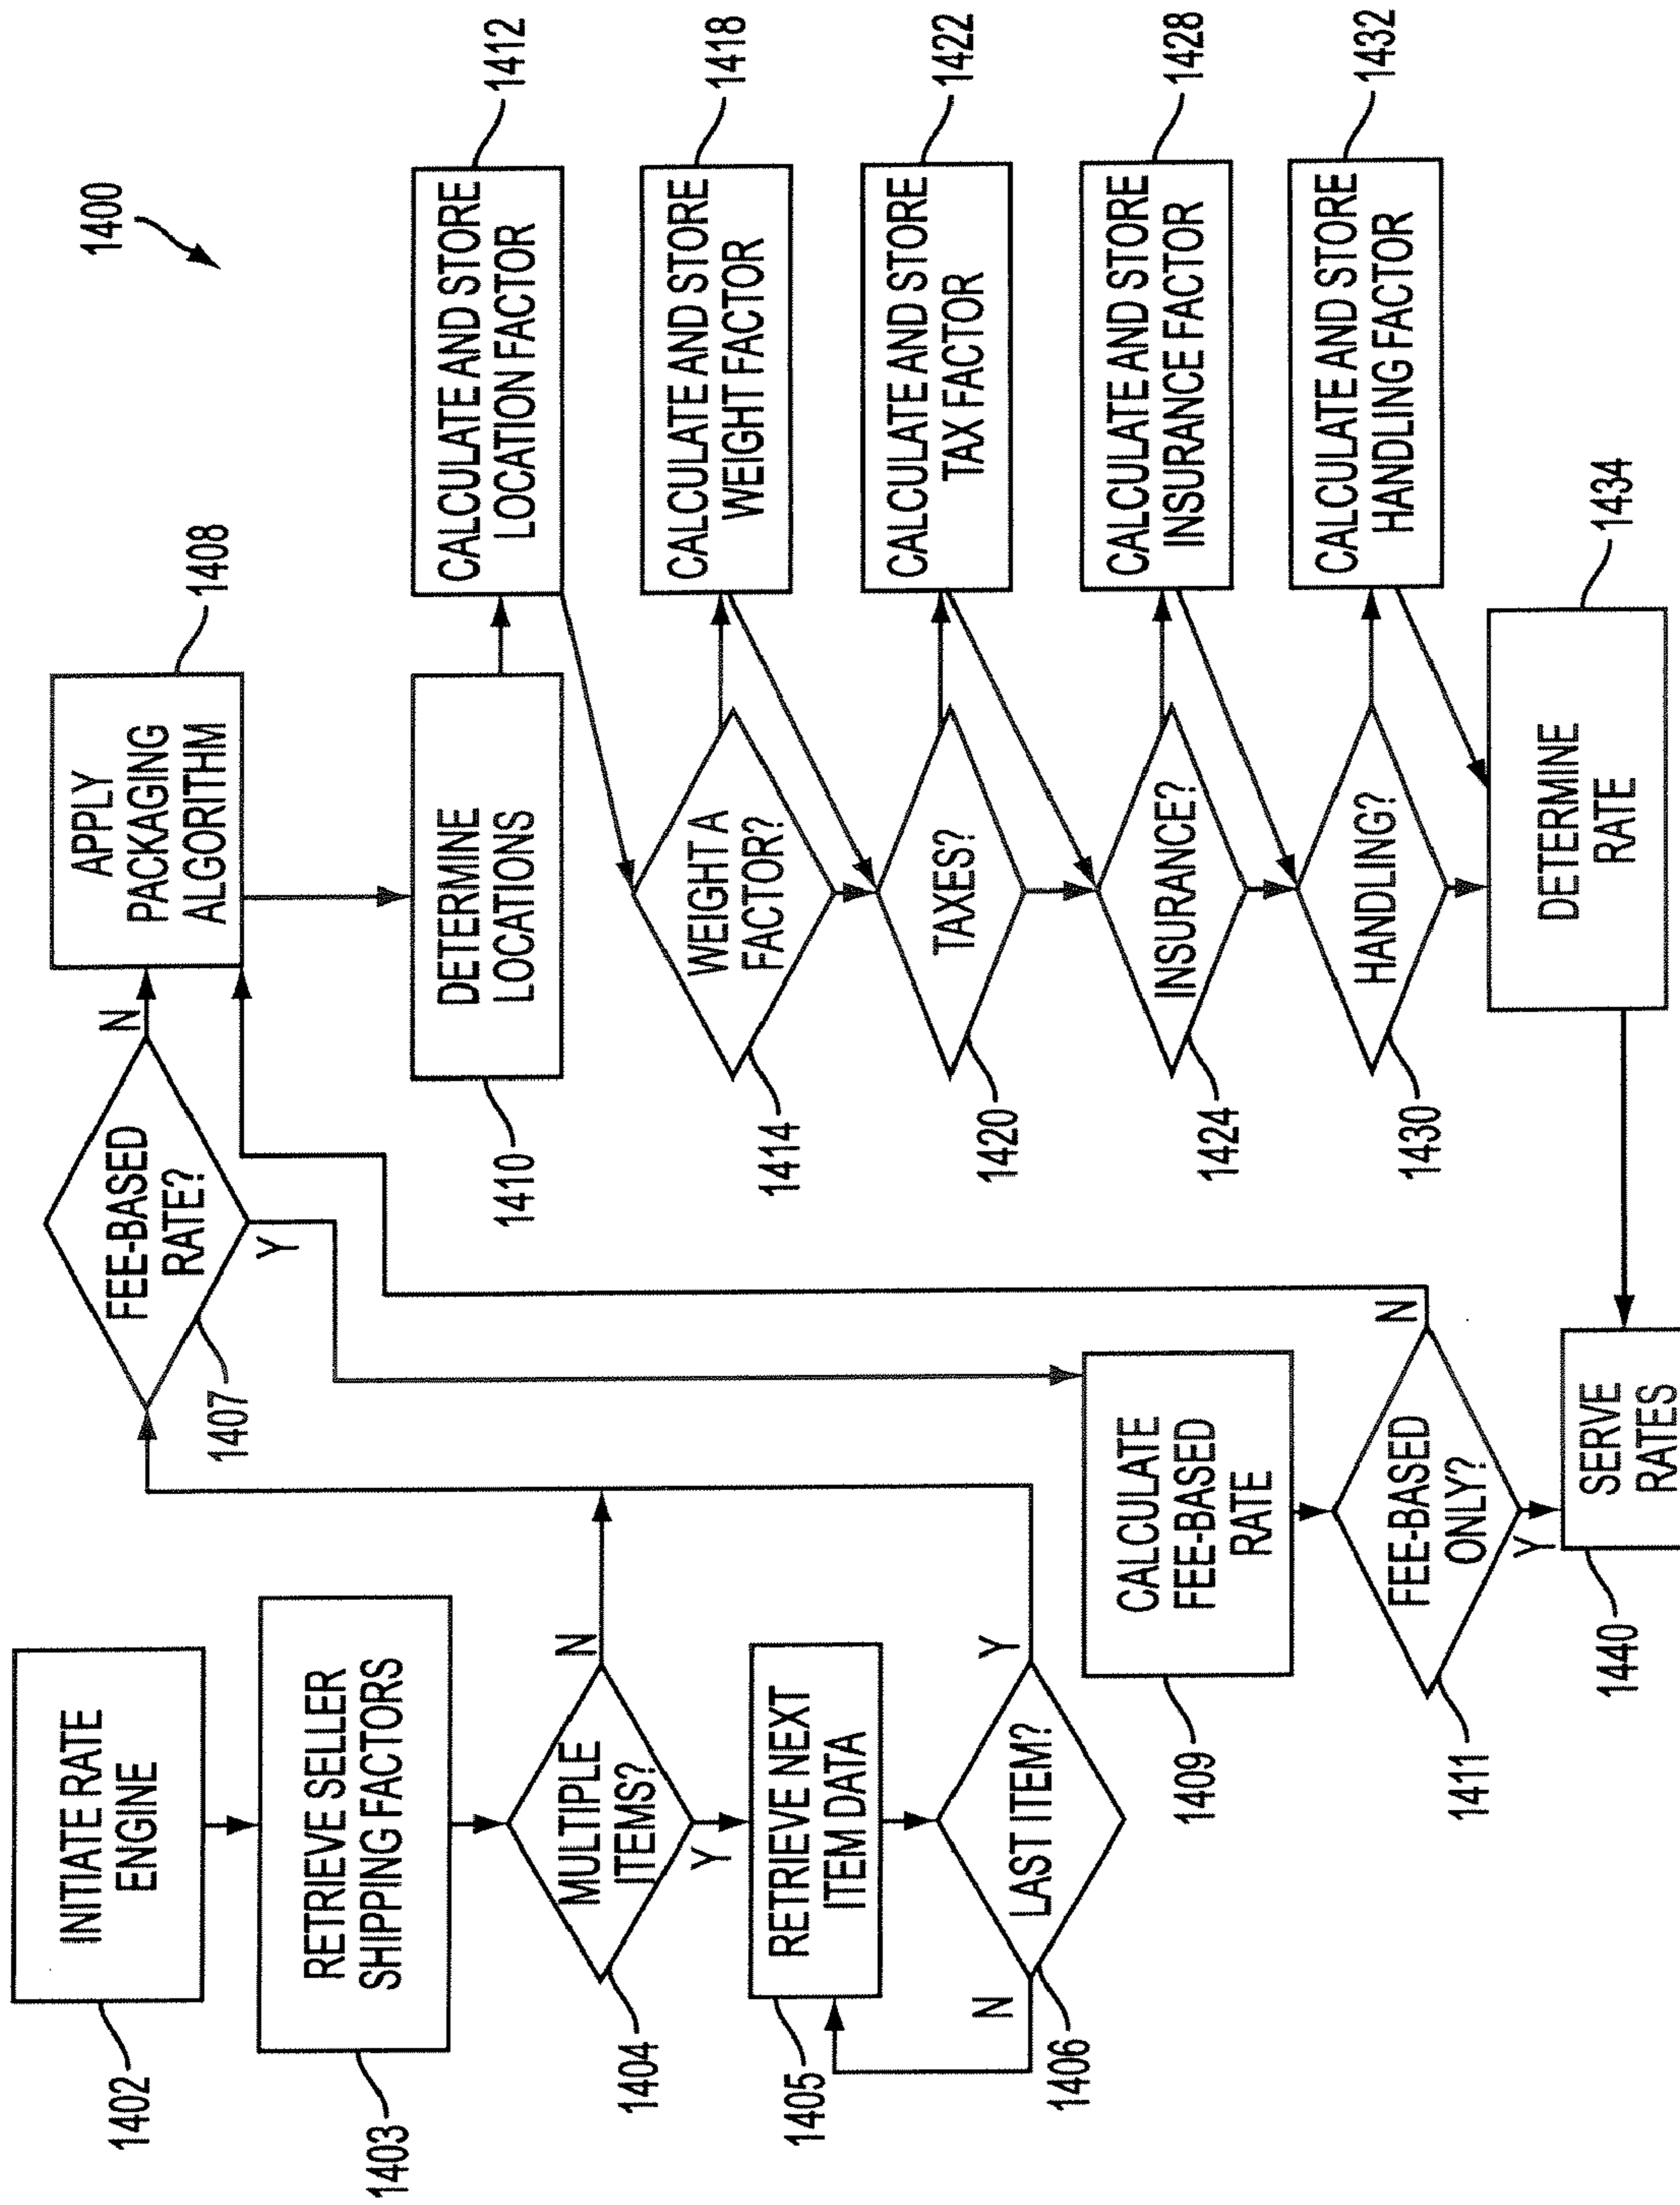 1400
INITIATE RATE
ENGINE
1402
RETRIEVE SELLER
SHIPPING FACTORS
1403
MULTIPLE
ITEMS?
1404
N
Y
RETRIEVE NEXT
ITEM DATA
1405
LAST ITEM?
1406
N
Y
FEE-BASED
RATE?
1407
N
Y
CALCULATE
FEE-BASED
RATE
1409
FEE-BASED
ONLY?
1411
N
Y
SERVE
RATES
1440
APPLY
PACKAGING
ALGORITHM
1408
DETERMINE
LOCATIONS
1410
CALCULATE AND STORE
LOCATION FACTOR
1412
WEIGHT A
FACTOR?
1414
CALCULATE AND STORE
WEIGHT FACTOR
1418
TAXES?
1420
CALCULATE AND STORE
TAX FACTOR
1422
INSURANCE?
1424
CALCULATE AND STORE
INSURANCE FACTOR
1428
HANDLING?
1430
CALCULATE AND STORE
HANDLING FACTOR
1432
DETERMINE
RATE
1434